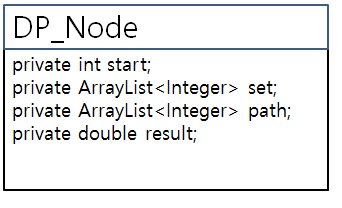 DP_Node
private int start;
private ArrayList<Integer> set;
private ArrayList<Integer> path;
private double result;